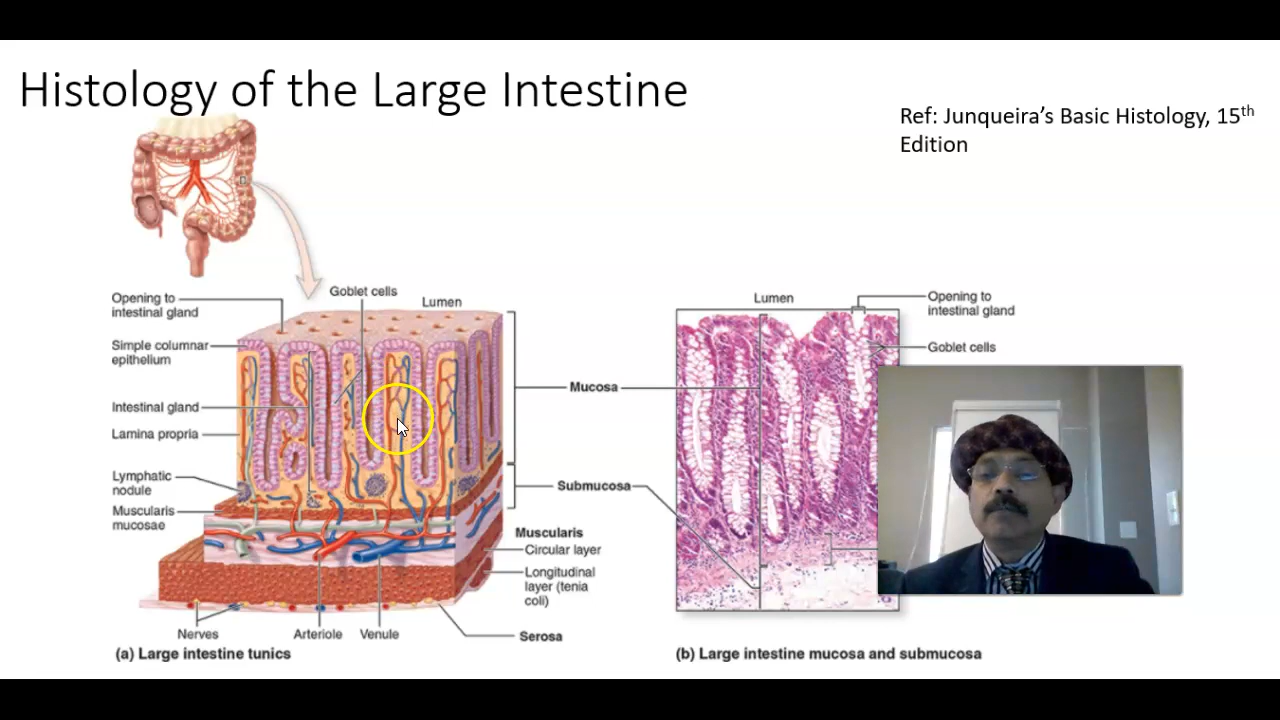 Histology of the Large Intestine
Ref: Junqueira’s Basic Histology, 15th
Edition
Opening to
intestinal gland
Goblet cells
Lumen
Simple columnar
epithelium
Intestinal gland
Lamina propria
Lymphatic
nodule
Muscularis
mucosae
Mucosa
Submucosa
Muscularis
Circular layer
Longitudinal
layer (tenia
coli)
Serosa
Nerves
Arteriole
Venule
(a) Large intestine tunics
Lumen
Opening to
intestinal gland
Goblet cells
(b) Large intestine mucosa and submucosa